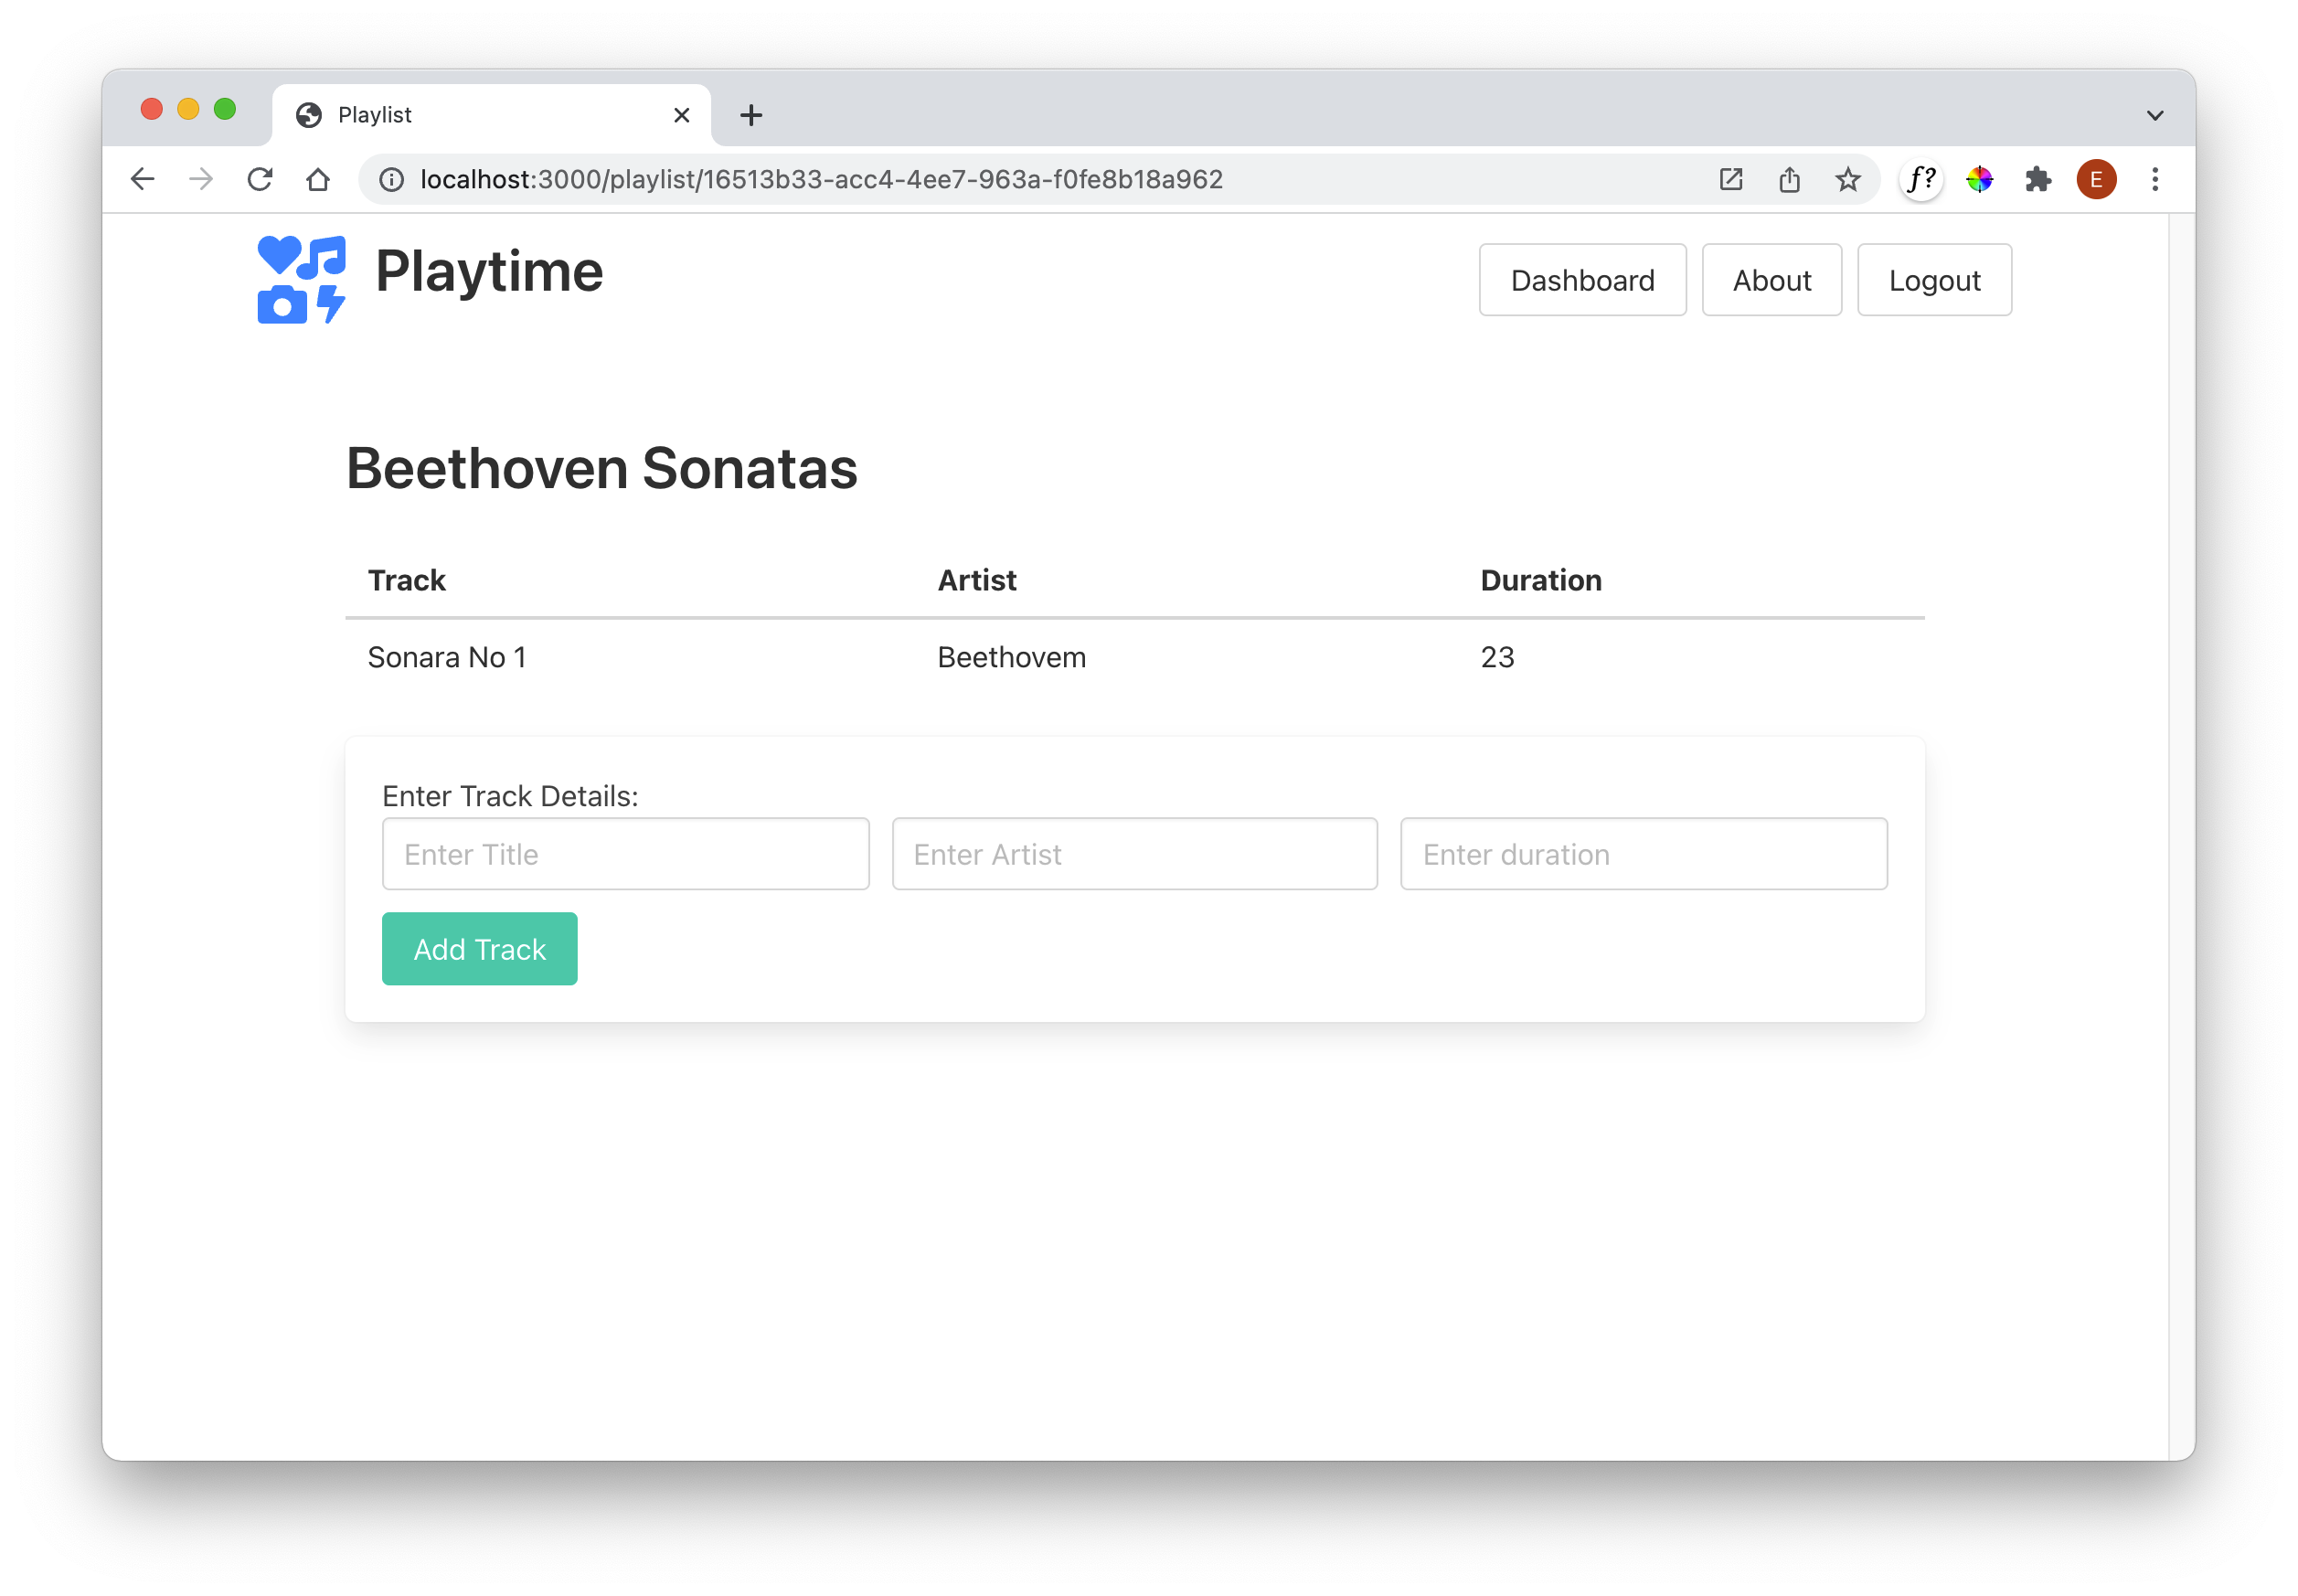 Playlist
localhost:3000/playlist/16513b33-acc4-4ee7-963a-f0fe8b18a962
f?
E
Playtime
Dashboard About Logout
Beethoven Sonatas
Track Artist Duration
Sonara No 1 Beethovem 23
Enter Track Details:
Enter Title Enter Artist Enter duration
Add Track